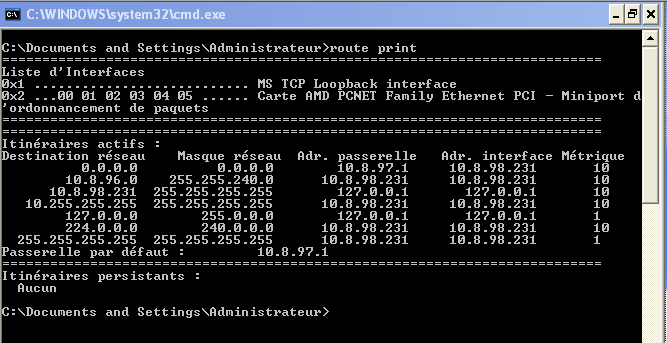 C:\WINDOWS\system32\cmd.exe
C:\Documents and Settings\Administrateur>route print
===========================================================================
Liste d'Interfaces
0x1 ........................... MS TCP Loopback interface
0x2 ...00 01 02 03 04 05 ...... Carte AMD PCNET Family Ethernet PCI - Miniport d
'ordonnancement de paquets
===========================================================================
===========================================================================
Itinéraires actifs :
Destination réseau Masque réseau Adr. passerelle Adr. interface Métrique
0.0.0.0 0.0.0.0 10.8.97.1 10.8.98.231 10
10.8.96.0 255.255.240.0 10.8.98.231 10.8.98.231 10
10.8.98.231 255.255.255.255 127.0.0.1 127.0.0.1 10
10.255.255.255 255.255.255.255 10.8.98.231 10.8.98.231 10
127.0.0.0 255.0.0.0 127.0.0.1 127.0.0.1 1
224.0.0.0 240.0.0.0 10.8.98.231 10.8.98.231 10
255.255.255.255 255.255.255.255 10.8.98.231 10.8.98.231 1
Passerelle par défaut : 10.8.97.1
===========================================================================
Itinéraires persistants :
Aucun
C:\Documents and Settings\Administrateur>